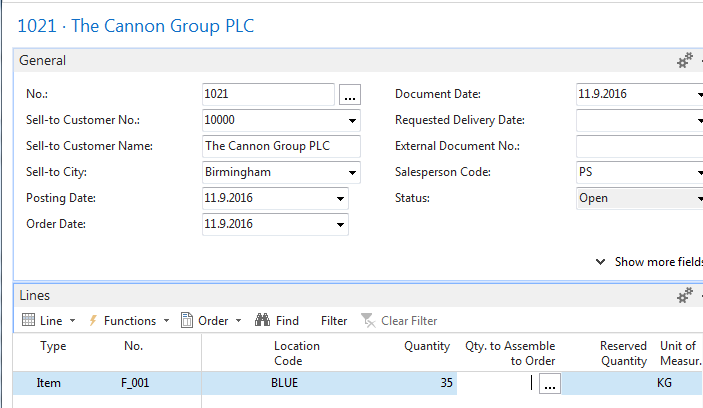 1021 · The Cannon Group PLC
General
No.: 1021 ... Document Date: 11.9.2016
Sell-to Customer No.: 10000 Requested Delivery Date:
Sell-to Customer Name: The Cannon Group PLC External Document No.:
Sell-to City: Birmingham Salesperson Code: PS
Posting Date: 11.9.2016 Status: Open
Order Date: 11.9.2016
Show more fields
Lines
Line Functions Order Find Filter Clear Filter
Type No. Location Quantity Qty. to Assemble Reserved Unit of
Code to Order Quantity Measur.
Item F_001 BLUE 35 ... KG